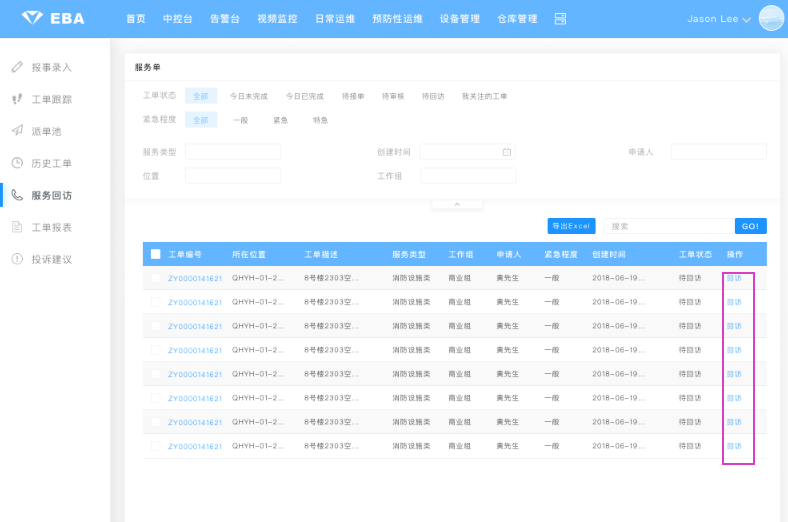 EBA 首页 中控台 告警台 视频监控 日常运维 预防性运维 设备管理 仓库管理 Jason Lee
报事录入
工单跟踪
派单池
历史工单
服务回访
工单报表
投诉建议
服务单
工单状态 全部 今日未完成 今日已完成 待接单 待审核 待回访 我关注的工单
紧急程度 全部 一般 紧急 特急
服务类型 创建时间 申请人
位置 工作组
导出Excel 搜索 GO!
工单编号 所在位置 工单描述 服务类型 工作组 申请人 紧急程度 创建时间 工单状态 操作
ZY0000141621 QHYH-01-2... 8号楼2303空... 消防设施类 商业组 黄先生 一般 2018-06-19... 待回访 回访
ZY0000141621 QHYH-01-2... 8号楼2303空... 消防设施类 商业组 黄先生 一般 2018-06-19... 待回访 回访
ZY0000141621 QHYH-01-2... 8号楼2303空... 消防设施类 商业组 黄先生 一般 2018-06-19... 待回访 回访
ZY0000141621 QHYH-01-2... 8号楼2303空... 消防设施类 商业组 黄先生 一般 2018-06-19... 待回访 回访
ZY0000141621 QHYH-01-2... 8号楼2303空... 消防设施类 商业组 黄先生 一般 2018-06-19... 待回访 回访
ZY0000141621 QHYH-01-2... 8号楼2303空... 消防设施类 商业组 黄先生 一般 2018-06-19... 待回访 回访
ZY0000141621 QHYH-01-2... 8号楼2303空... 消防设施类 商业组 黄先生 一般 2018-06-19... 待回访 回访
ZY0000141621 QHYH-01-2... 8号楼2303空... 消防设施类 商业组 黄先生 一般 2018-06-19... 待回访 回访